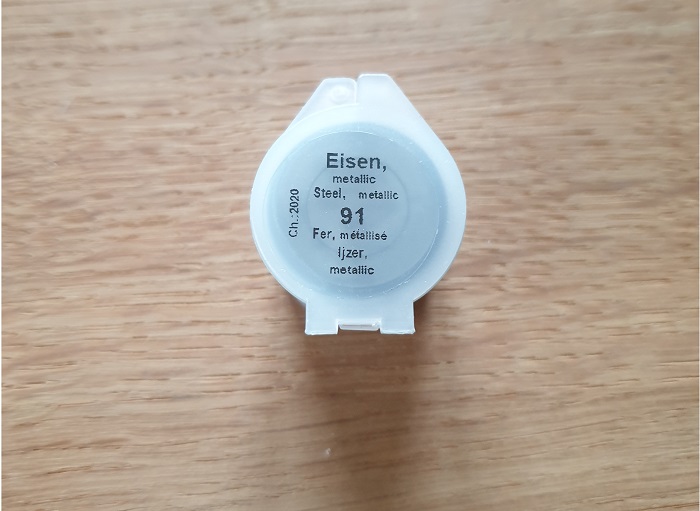 Eisen,
metallic
Steel, metallic
91
Fer, métallisé
Ijzer,
metallic
Ch.:2020